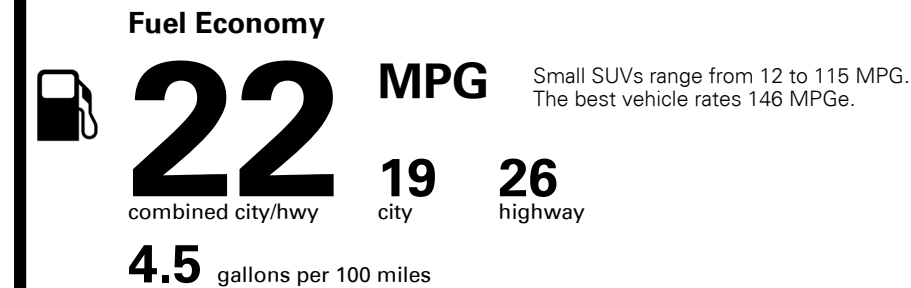 Fuel Economy
22 MPG
Small SUVs range from 12 to 115 MPG.
The best vehicle rates 146 MPGe.
19 26
combined city/hwy city highway
4.5 gallons per 100 miles